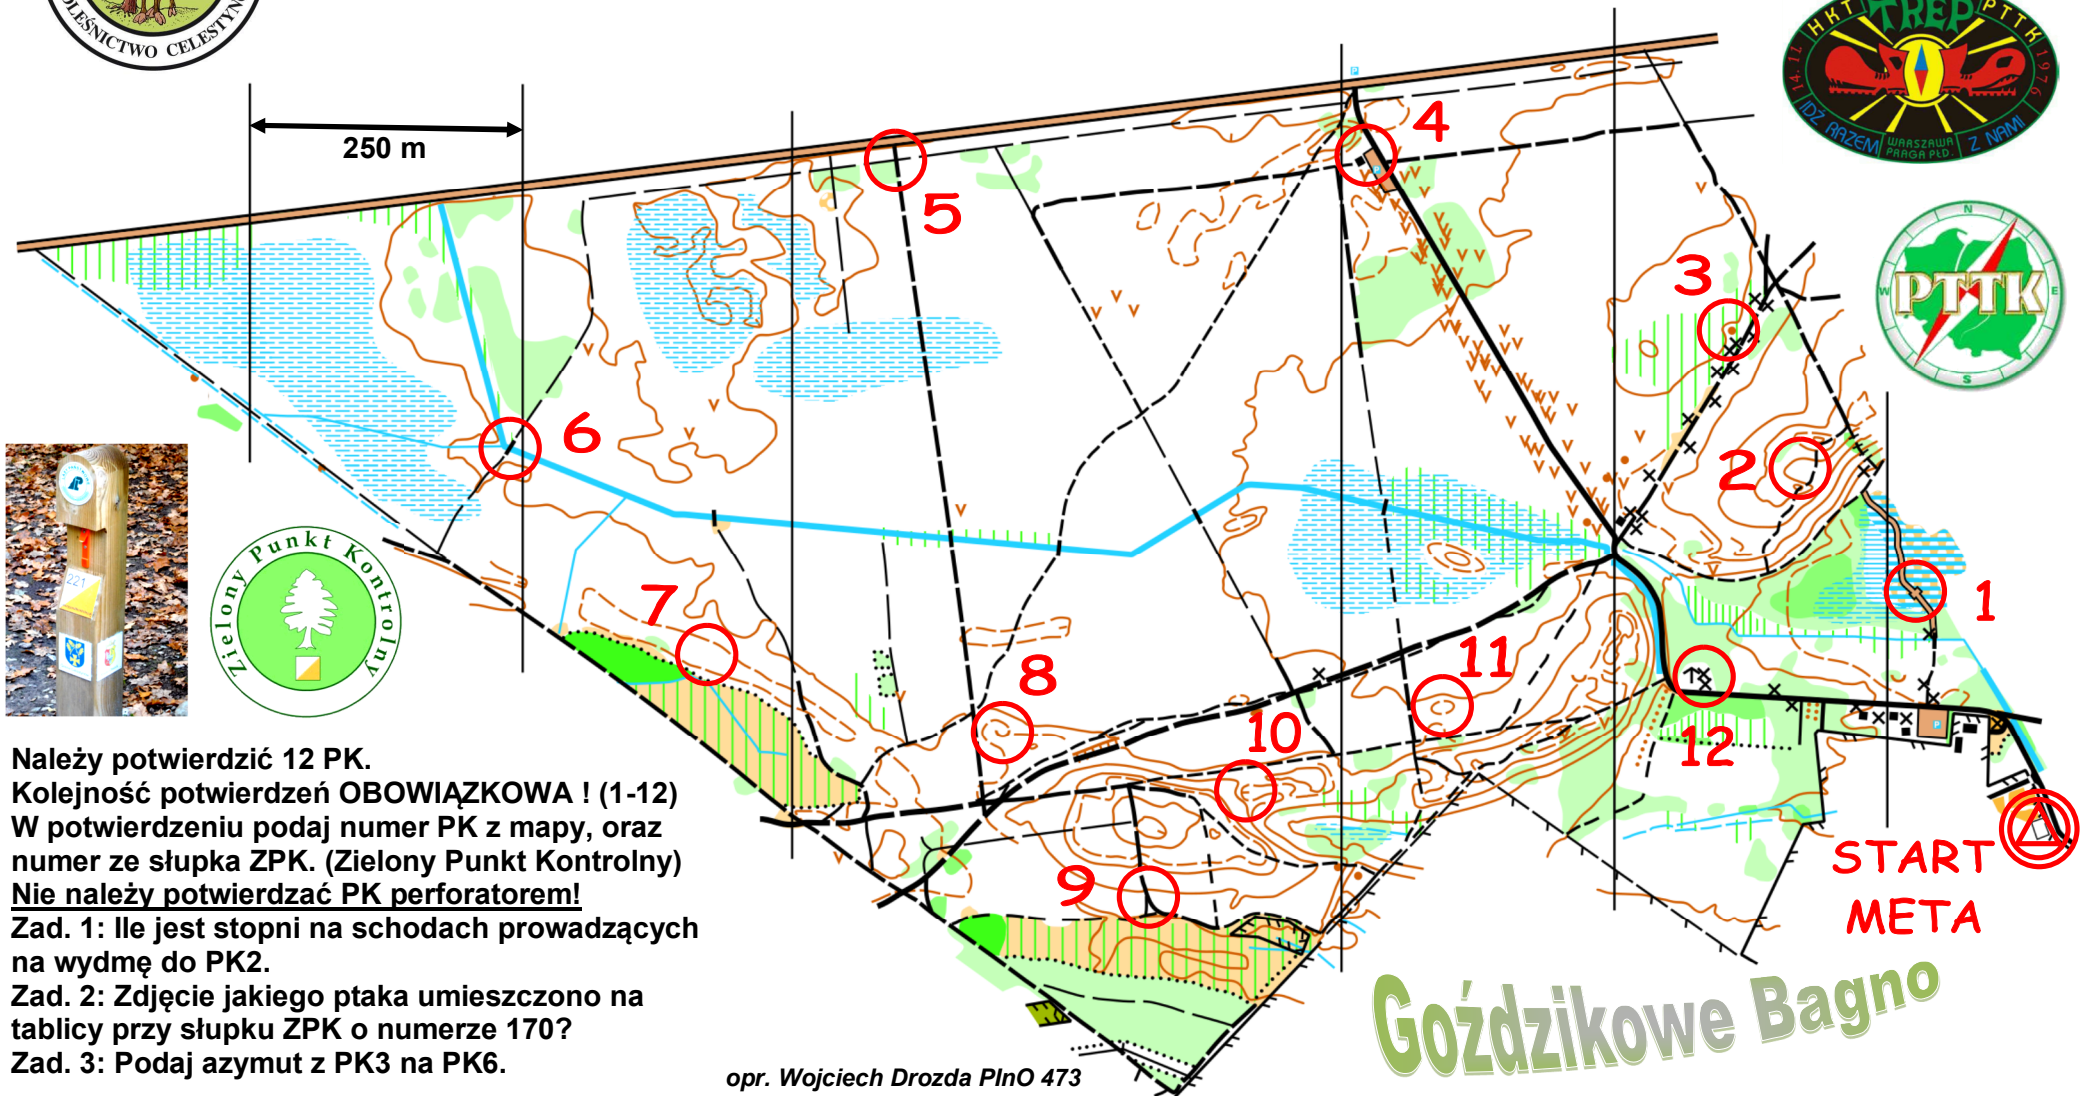 OLEŚNICTWO CELESTYN
HKT TREP PTTK
14.11 1976
IDŹ RAZEM WARSZAWA PRAGA PŁD. Z NAMI
250 m
4
5
3
N
W PTTK E
S
6
2
221
Zielony Punkt Kontrolny
7
1
8
11
10
12
9
START
META
Należy potwierdzić 12 PK.
Kolejność potwierdzeń OBOWIĄZKOWA ! (1-12)
W potwierdzeniu podaj numer PK z mapy, oraz
numer ze słupka ZPK. (Zielony Punkt Kontrolny)
Nie należy potwierdzać PK perforatorem!
Zad. 1: Ile jest stopni na schodach prowadzących
na wydmę do PK2.
Zad. 2: Zdjęcie jakiego ptaka umieszczono na
tablicy przy słupku ZPK o numerze 170?
Zad. 3: Podaj azymut z PK3 na PK6.
Goździkowe Bagno
opr. Wojciech Drozda PInO 473